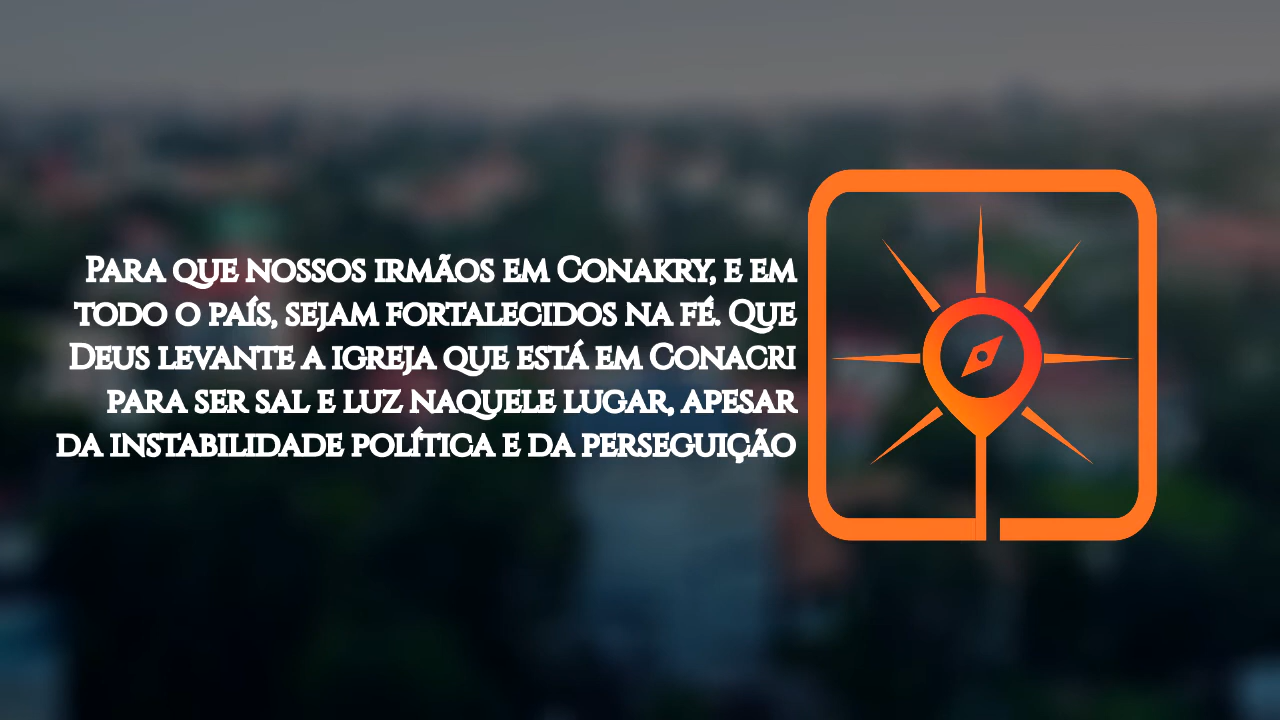 Para que nossos irmãos em Conakry, e em
todo o país, sejam fortalecidos na fé. Que
Deus levante a igreja que está em Conacri
para ser sal e luz naquele lugar, apesar
da instabilidade política e da perseguição